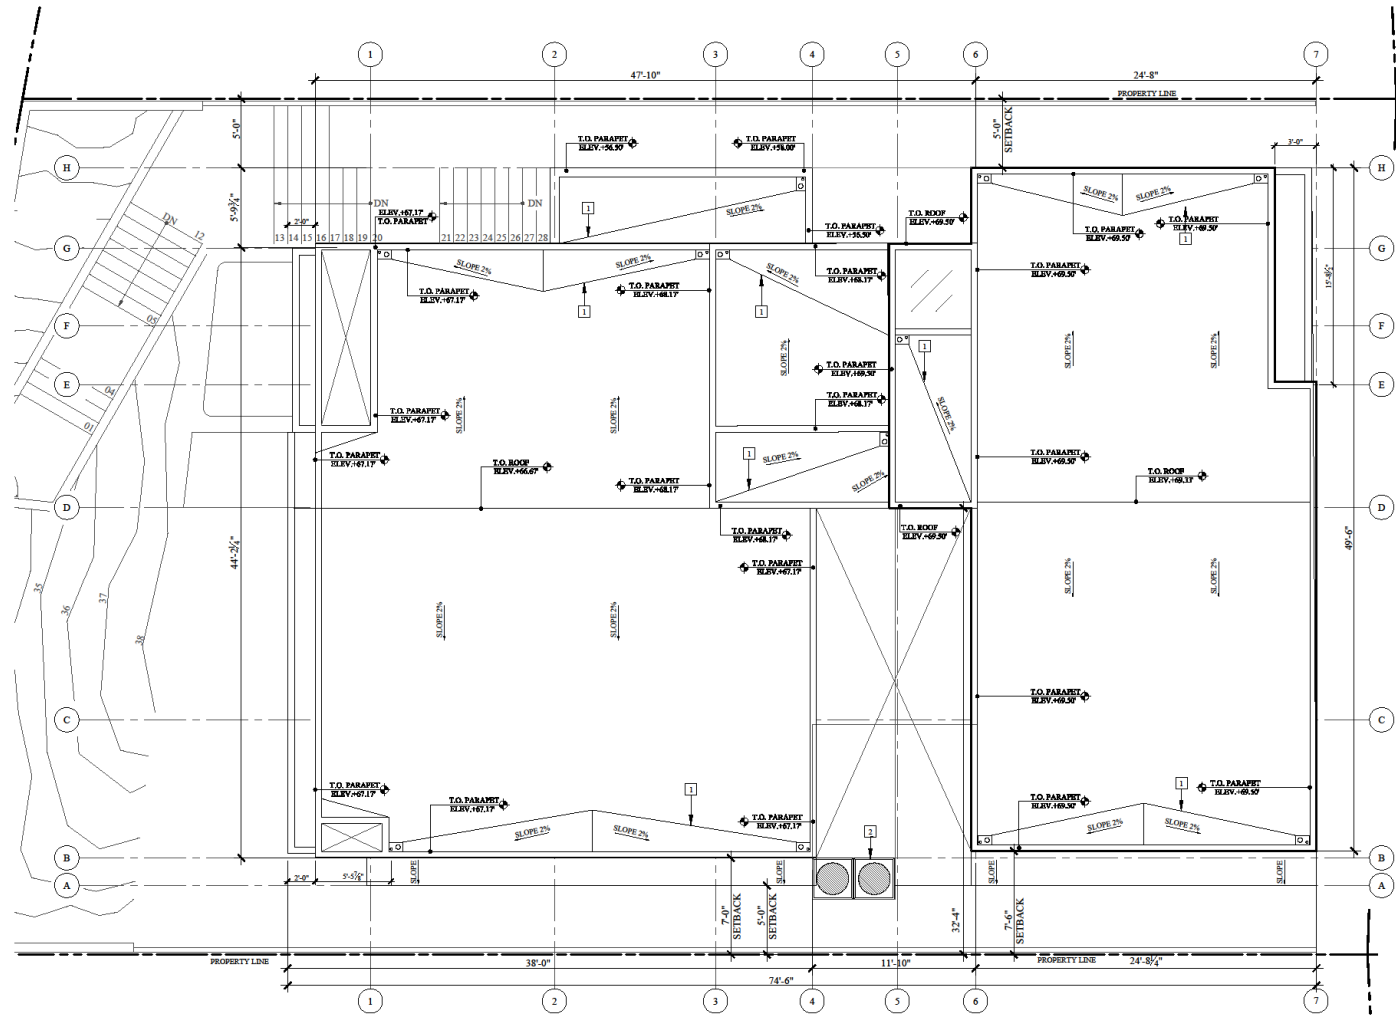 1 2 3 4 5 6 7
47'-10" 24'-8"
PROPERTY LINE
5'-0"
5'-0"
SETBACK
T.O. PARAPET
ELEV.+56.50'
T.O. PARAPET
ELEV.+58.00'
3'-0"
H H
5'-9¾"
DN
DN
SLOPE 2%
SLOPE 2%
SLOPE 2%
1
DN
12
2'-0"
ELEV.+67.17'
T.O. PARAPET
T.O. ROOF
ELEV.+69.50'
T.O. PARAPET
ELEV.+56.50'
T.O. PARAPET
ELEV.+69.50'
T.O. PARAPET
ELEV.+69.50'
1
13 14 15 16 17 18 19 20
21 22 23 24 25 26 27 28
G G
SLOPE 2%
SLOPE 2%
SLOPE 2%
T.O. PARAPET
ELEV.+67.17'
T.O. PARAPET
ELEV.+68.17'
T.O. PARAPET
ELEV.+68.17'
T.O. PARAPET
ELEV.+69.50'
15'-8½"
1
1
05
F F
1
SLOPE 2%
SLOPE 2%
SLOPE 2%
T.O. PARAPET
ELEV.+69.50'
E E
04
01
T.O. PARAPET
ELEV.+67.17'
SLOPE 2%
SLOPE 2%
T.O. PARAPET
ELEV.+68.17'
SLOPE 2%
T.O. PARAPET
ELEV.+67.17'
T.O. ROOF
ELEV.+66.67'
1
SLOPE 2%
SLOPE 2%
T.O. PARAPET
ELEV.+69.50'
T.O. ROOF
T.O. PARAPET
ELEV.+68.17'
D D
T.O. PARAPET
ELEV.+68.17'
T.O. ROOF
ELEV.+69.50'
49'-6"
44'-2¼"
T.O. PARAPET
ELEV.+67.17'
SLOPE 2%
SLOPE 2%
35
36
37
38
SLOPE 2%
SLOPE 2%
T.O. PARAPET
ELEV.+69.50'
C C
T.O. PARAPET
ELEV.+67.17'
T.O. PARAPET
ELEV.+67.17'
1
T.O. PARAPET
ELEV.+69.50'
1
T.O. PARAPET
ELEV.+69.50'
SLOPE 2%
SLOPE 2%
T.O. PARAPET
ELEV.+67.17'
2
SLOPE 2%
SLOPE 2%
B B
A A
2'-0"
5'-5⅞"
SLOPE
SLOPE
SLOPE
SLOPE
7'-0"
SETBACK
5'-0"
SETBACK
32'-4"
7'-6"
SETBACK
PROPERTY LINE
38'-0"
11'-10"
PROPERTY LINE
24'-8¼"
74'-6"
1 2 3 4 5 6 7